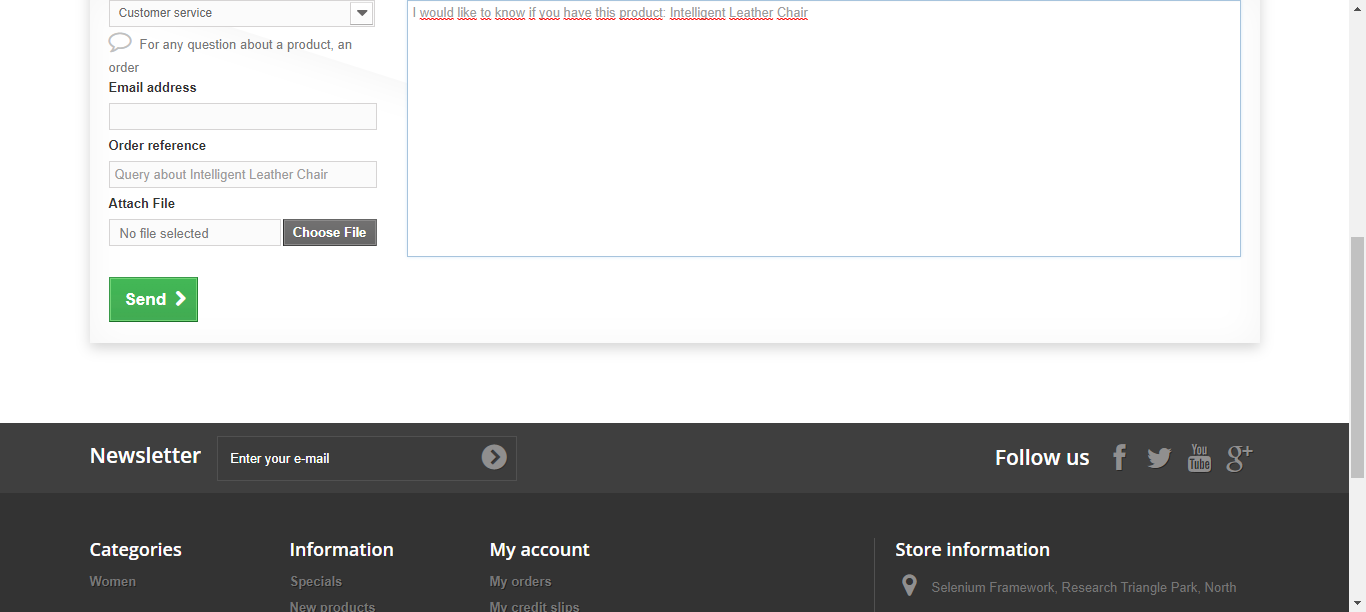 Customer service
I would like to know if you have this product: Intelligent Leather Chair
For any question about a product, an
order
Email address
Order reference
Query about Intelligent Leather Chair
Attach File
No file selected
Choose File
Send
Newsletter
Enter your e-mail
Follow us
You
Tube
g+
Categories
Information
My account
Store information
Women
Specials
My orders
Selenium Framework, Research Triangle Park, North
New products
My credit slips